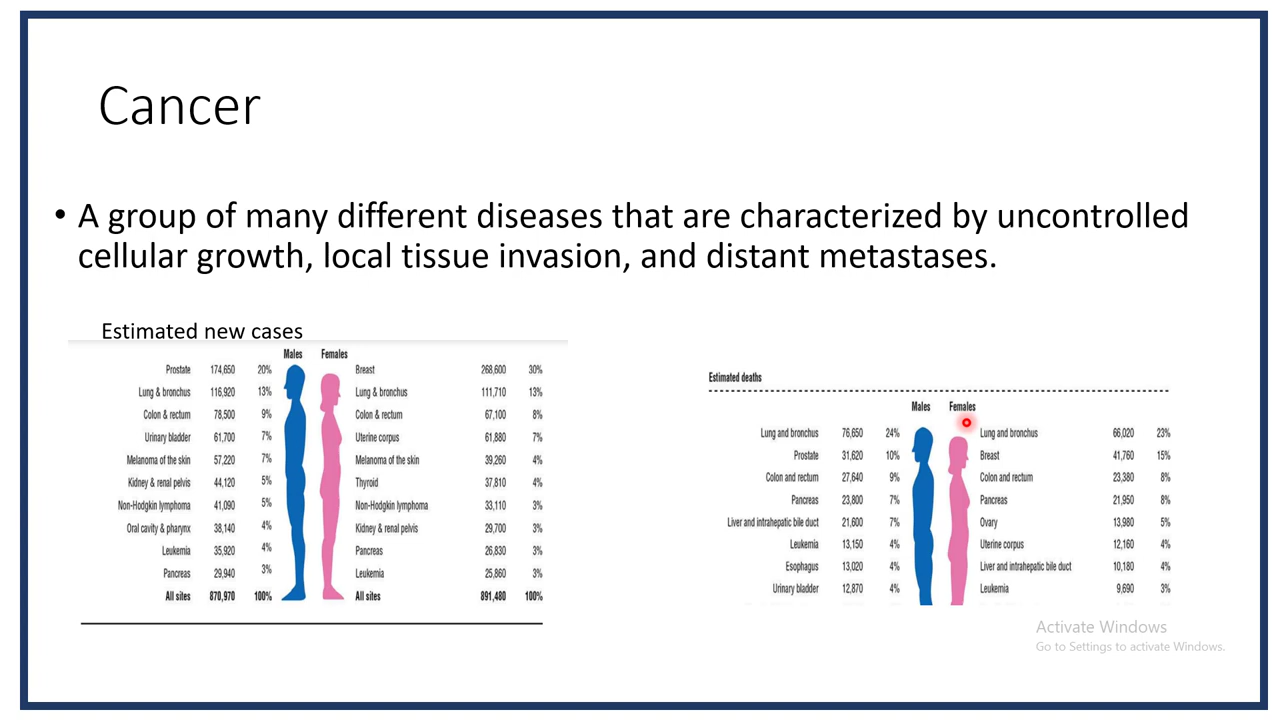 Cancer
• A group of many different diseases that are characterized by uncontrolled
cellular growth, local tissue invasion, and distant metastases.
Estimated new cases
Males Females
Prostate 174,650 20% Breast 268,600 30%
Lung & bronchus 116,920 13% Lung & bronchus 111,710 13%
Colon & rectum 78,500 9% Colon & rectum 67,100 8%
Urinary bladder 61,700 7% Uterine corpus 61,880 7%
Melanoma of the skin 57,220 7% Melanoma of the skin 39,260 4%
Kidney & renal pelvis 44,120 5% Thyroid 37,810 4%
Non-Hodgkin lymphoma 41,090 5% Non-Hodgkin lymphoma 33,110 3%
Oral cavity & pharynx 38,140 4% Kidney & renal pelvis 29,700 3%
Leukemia 35,920 4% Pancreas 26,830 3%
Pancreas 29,940 3% Leukemia 25,860 3%
All sites 870,970 100% All sites 891,480 100%
Estimated deaths
Males Females
Lung and bronchus 76,650 24% Lung and bronchus 66,020 23%
Prostate 31,620 10% Breast 41,760 15%
Colon and rectum 27,640 9% Colon and rectum 23,380 8%
Pancreas 23,800 7% Pancreas 21,950 8%
Liver and intrahepatic bile duct 21,600 7% Ovary 13,980 5%
Leukemia 13,150 4% Uterine corpus 12,160 4%
Esophagus 13,020 4% Liver and intrahepatic bile duct 10,180 4%
Urinary bladder 12,870 4% Leukemia 9,690 3%
Activate Windows
Go to Settings to activate Windows.